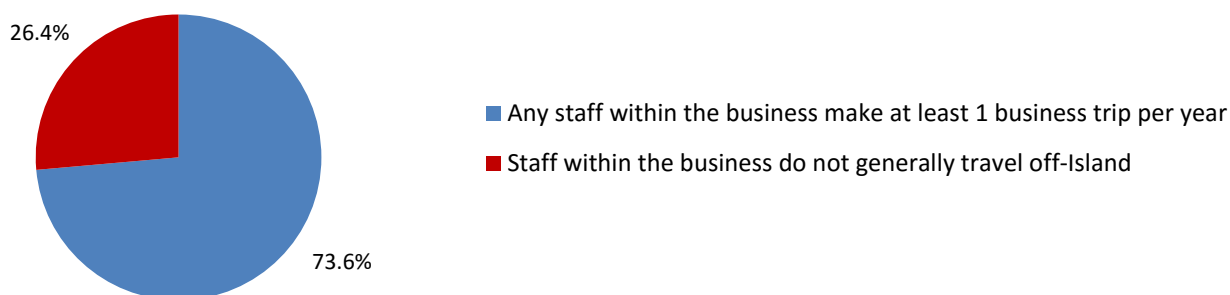 26.4%
Any staff within the business make at least 1 business trip per year
Staff within the business do not generally travel off-Island
73.6%